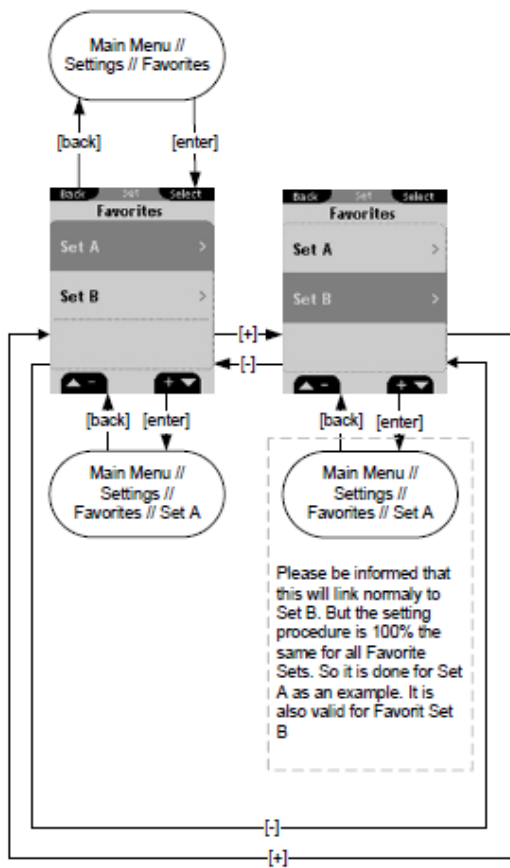 Main Menu //
Settings // Favorites
[back]
[enter]
Back Set Select
Favorites
Set A >
Set B >
Back Set Select
Favorites
Set A >
Set B >
[+]
[-]
-
+
-
+
[back] [enter]
[back] [enter]
Main Menu //
Settings //
Favorites // Set A
Main Menu //
Settings //
Favorites // Set A
Please be informed that
this will link normaly to
Set B. But the setting
procedure is 100% the
same for all Favorite
Sets. So it is done for Set
A as an example. It is
also valid for Favorit Set
B
[-]
[+]